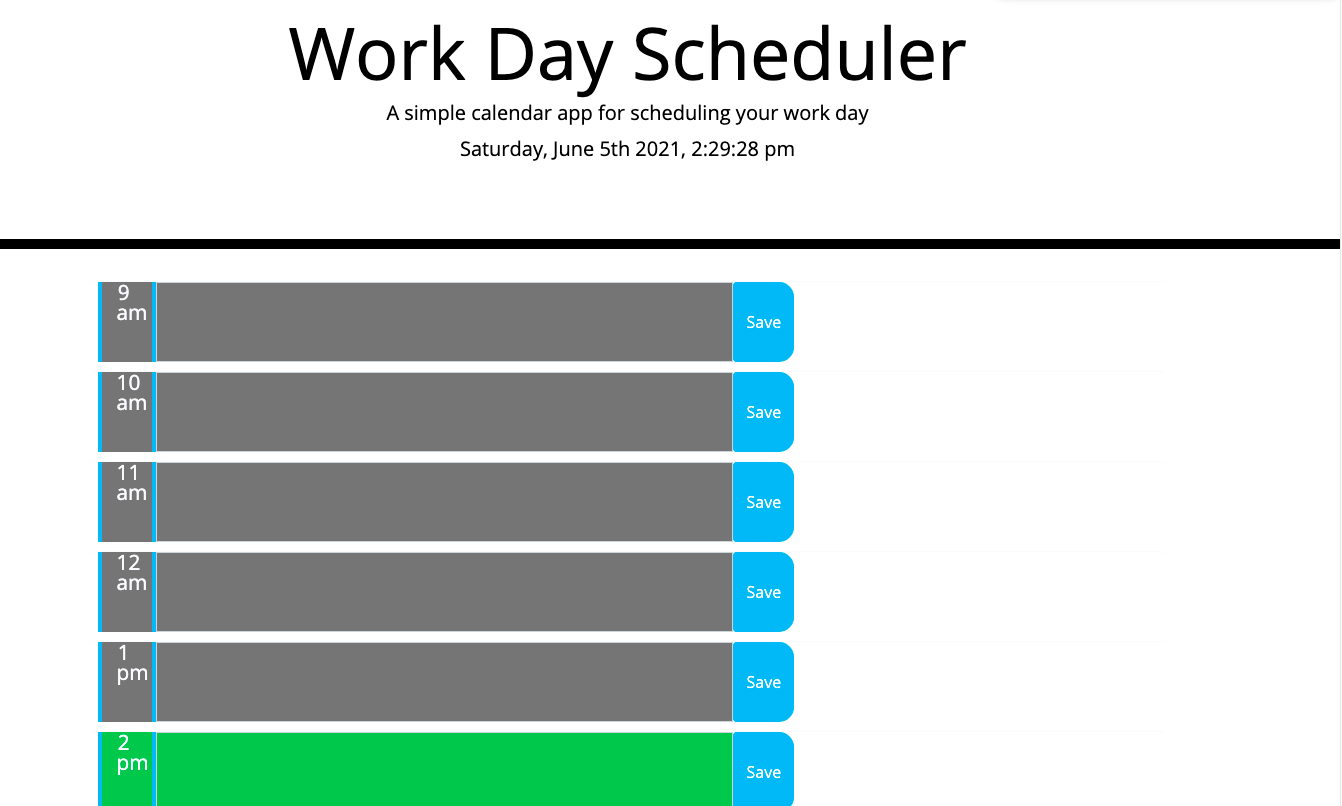 Work Day Scheduler
A simple calendar app for scheduling your work day
Saturday, June 5th 2021, 2:29:28 pm
9
am
Save
10
am
Save
11
am
Save
12
am
Save
1
pm
Save
2
pm
Save